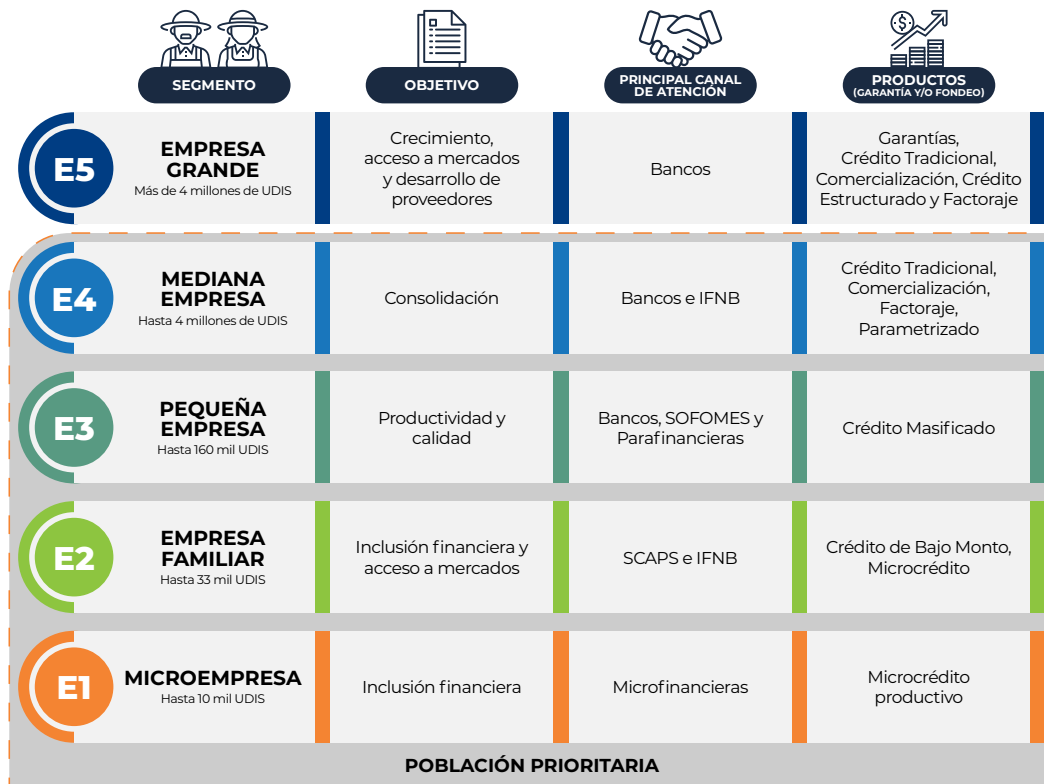 SEGMENTO
OBJETIVO
PRINCIPAL CANAL
DE ATENCIÓN
PRODUCTOS
(GARANTÍA Y/O FONDEO)
E5
EMPRESA
GRANDE
Más de 4 millones de UDIS
Crecimiento,
acceso a mercados
y desarrollo de
proveedores
Bancos
Garantías,
Crédito Tradicional,
Comercialización, Crédito
Estructurado y Factoraje
E4
MEDIANA
EMPRESA
Hasta 4 millones de UDIS
Consolidación
Bancos e IFNB
Crédito Tradicional,
Comercialización,
Factoraje,
Parametrizado
E3
PEQUEÑA
EMPRESA
Hasta 160 mil UDIS
Productividad y
calidad
Bancos, SOFOMES y
Parafinancieras
Crédito Masificado
E2
EMPRESA
FAMILIAR
Hasta 33 mil UDIS
Inclusión financiera y
acceso a mercados
SCAPS e IFNB
Crédito de Bajo Monto,
Microcrédito
E1
MICROEMPRESA
Hasta 10 mil UDIS
Inclusión financiera
Microfinancieras
Microcrédito
productivo
POBLACIÓN PRIORITARIA